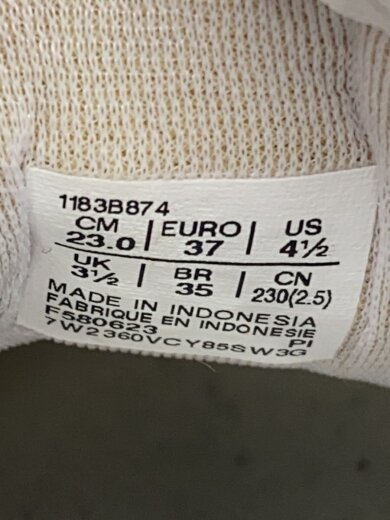 1183B874
CM | EURO | US
23.0 | 37 | 4½
UK | BR | CN
3½ | 35 | 230(2.5)
MADE IN INDONESIA
FABRIQUE EN INDONESIE
F580623 PI
7W2360VCY85SW3G